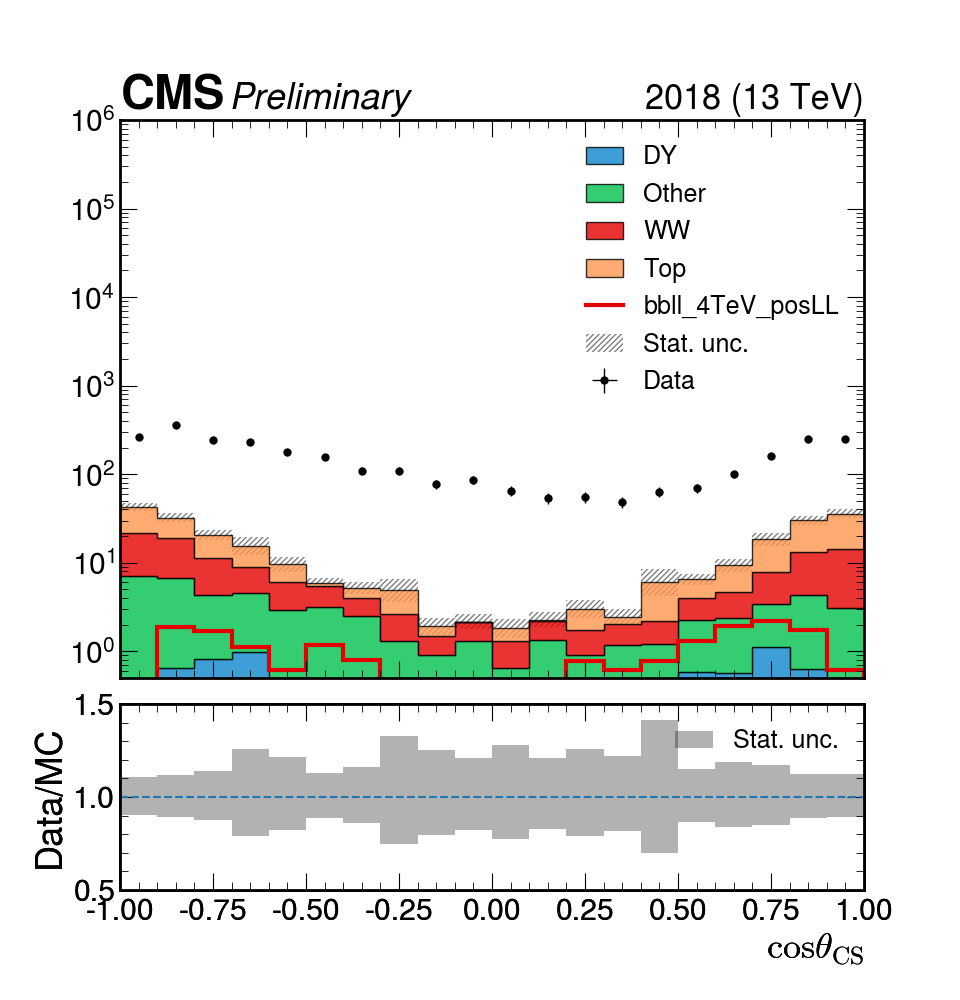 CMS Preliminary 2018 (13 TeV)
10^6
10^5
10^4
10^3
10^2
10^1
10^0
DY
Other
WW
Top
bbll_4TeV_posLL
Stat. unc.
Data
1.5
1.0
0.5
Data/MC
Stat. unc.
-1.00 -0.75 -0.50 -0.25 0.00 0.25 0.50 0.75 1.00
cosθ_CS